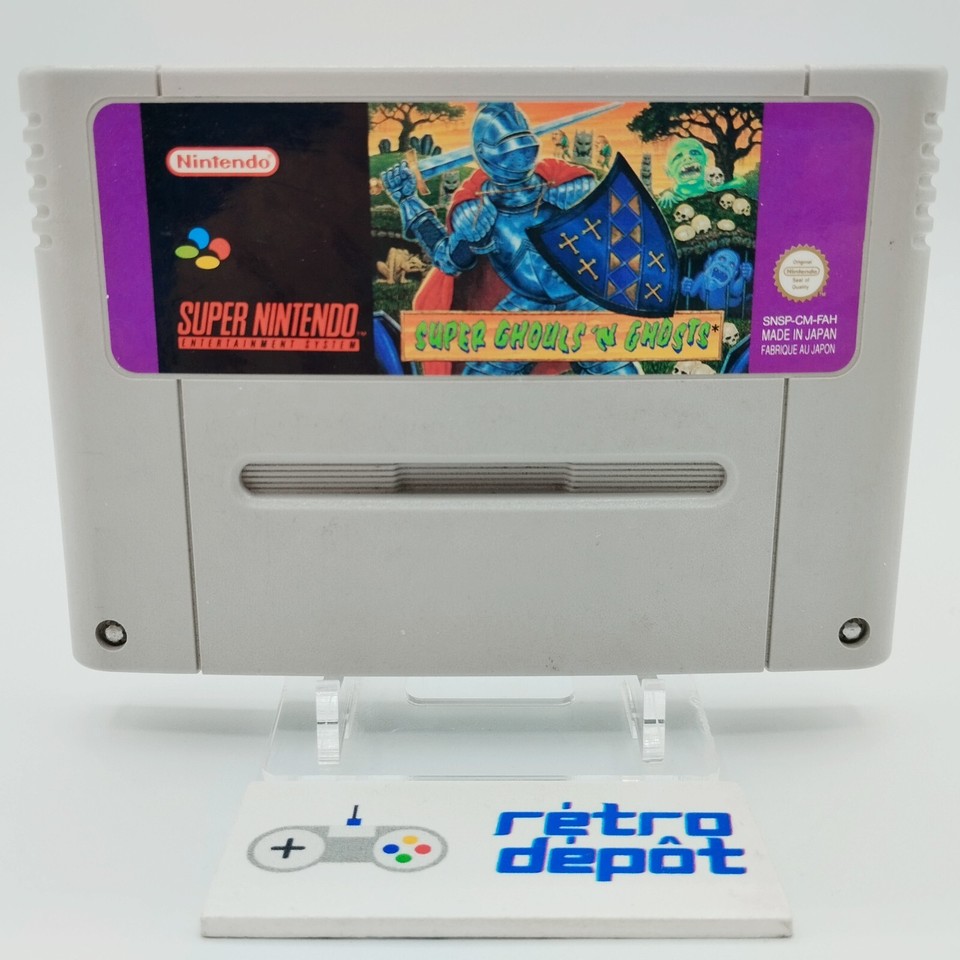 Nintendo®
SUPER NINTENDO™
ENTERTAINMENT SYSTEM
SUPER GHOULS 'N GHOSTS*
Original
Nintendo
Seal of
Quality
SNSP-CM-FAH
MADE IN JAPAN
FABRIQUE AU JAPON
rétro
dépôt